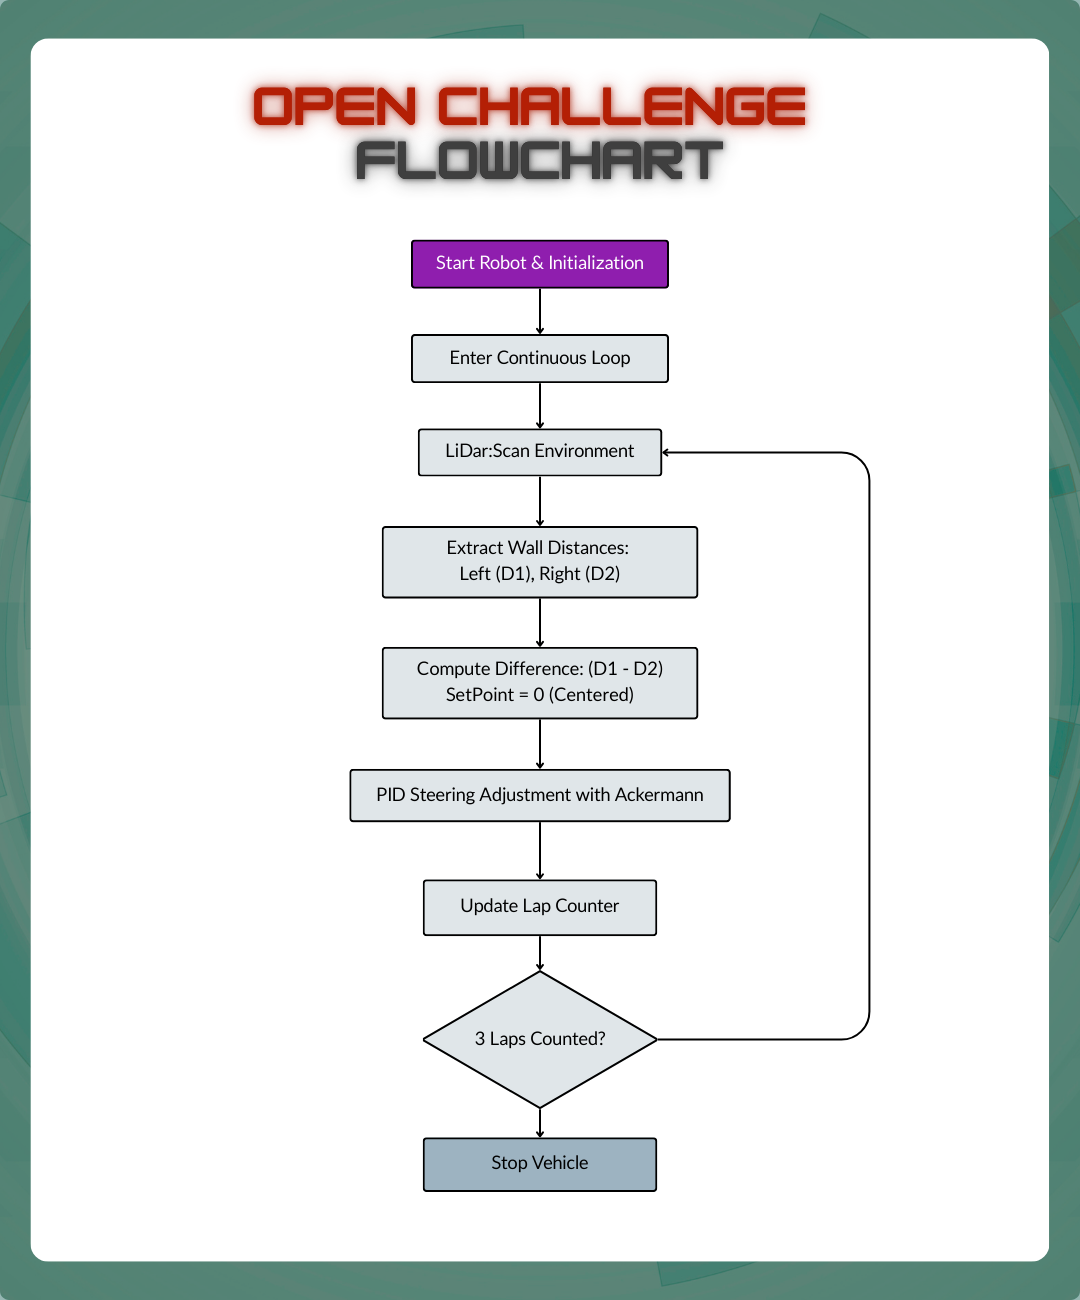 OPEN CHALLENGE
FLOWCHART
Start Robot & Initialization
Enter Continuous Loop
LiDar:Scan Environment
Extract Wall Distances:
Left (D1), Right (D2)
Compute Difference: (D1 - D2)
SetPoint = 0 (Centered)
PID Steering Adjustment with Ackermann
Update Lap Counter
3 Laps Counted?
Stop Vehicle